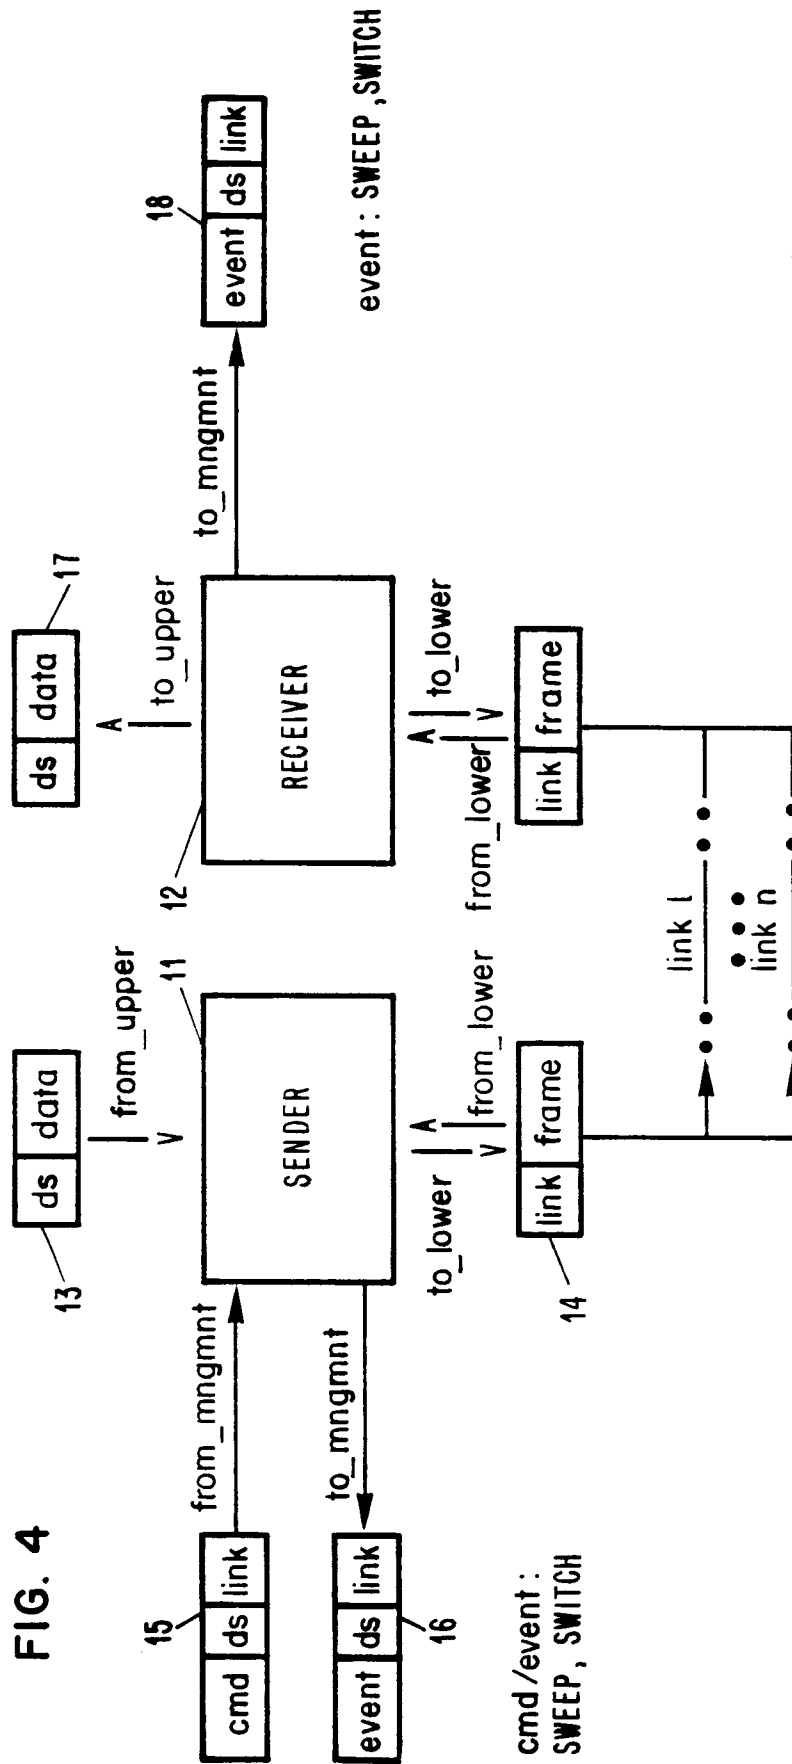 FIG. 4
13
ds data
from_upper
ds data
17
to_upper
cmd ds link
15
from_mngmnt
11
SENDER
12
RECEIVER
to_mngmnt
18
event ds link
to_mngmnt
event ds link
16
cmd/event:
SWEEP, SWITCH
event: SWEEP, SWITCH
to_lower
from_lower
from_lower
to_lower
link frame
14
link frame
link 1
link n